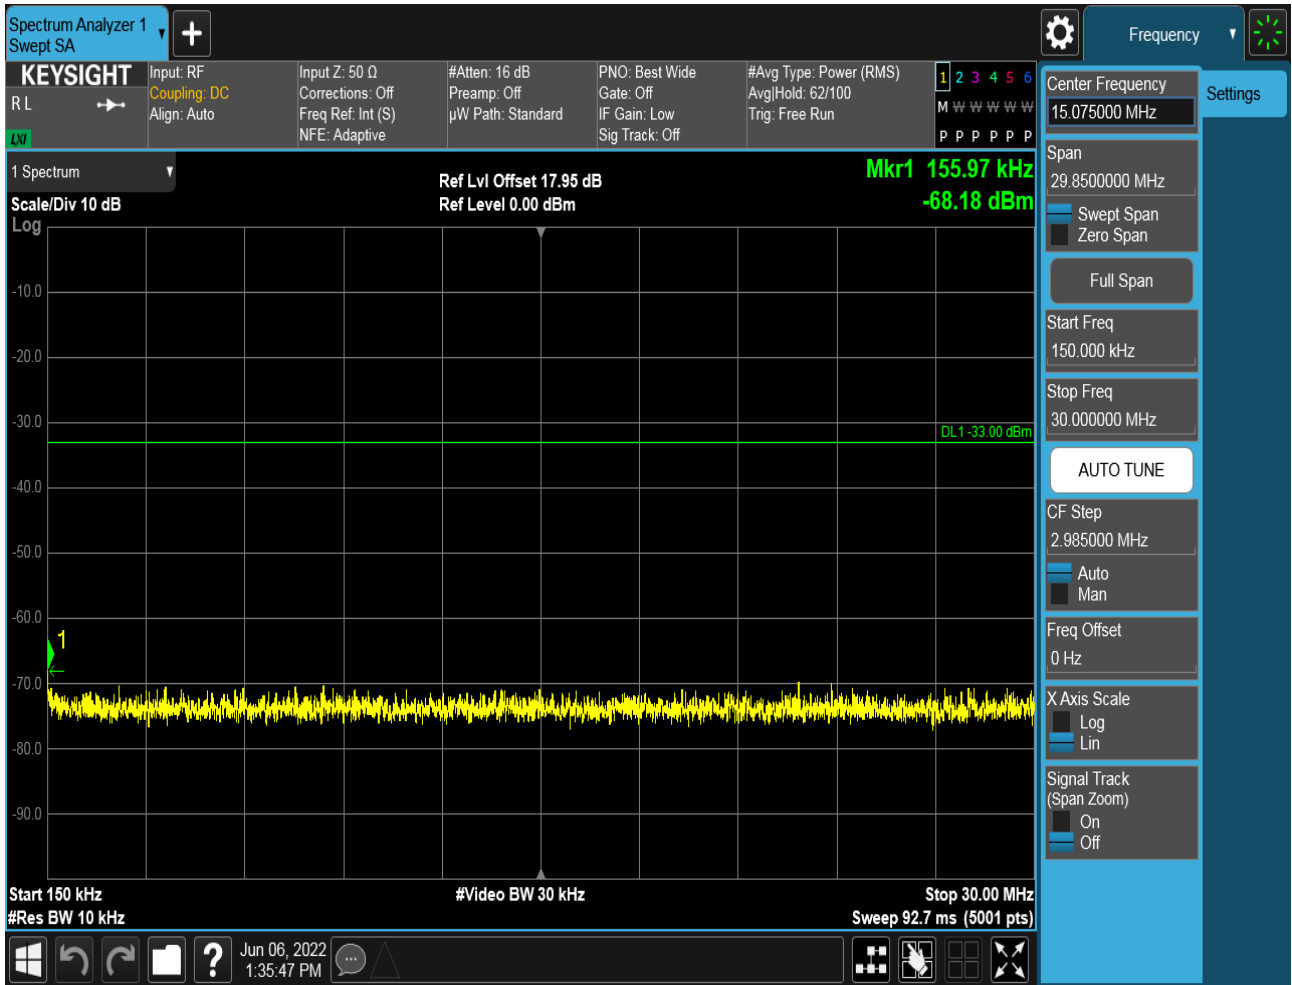 Spectrum Analyzer 1
Swept SA
Frequency
KEYSIGHT
R L
LXI
Input: RF
Coupling: DC
Align: Auto
Input Z: 50 Ω
Corrections: Off
Freq Ref: Int (S)
NFE: Adaptive
#Atten: 16 dB
Preamp: Off
µW Path: Standard
PNO: Best Wide
Gate: Off
IF Gain: Low
Sig Track: Off
#Avg Type: Power (RMS)
Avg|Hold: 62/100
Trig: Free Run
1 2 3 4 5 6
M W W W W W
P P P P P P
1 Spectrum
Scale/Div 10 dB
Log
Ref Lvl Offset 17.95 dB
Ref Level 0.00 dBm
Mkr1 155.97 kHz
-68.18 dBm
-10.0
-20.0
-30.0
DL1 -33.00 dBm
-40.0
-50.0
-60.0
1
-70.0
-80.0
-90.0
Start 150 kHz
#Video BW 30 kHz
Stop 30.00 MHz
#Res BW 10 kHz
Sweep 92.7 ms (5001 pts)
?
Jun 06, 2022
1:35:47 PM
Center Frequency
15.075000 MHz
Settings
Span
29.8500000 MHz
Swept Span
Zero Span
Full Span
Start Freq
150.000 kHz
Stop Freq
30.000000 MHz
AUTO TUNE
CF Step
2.985000 MHz
Auto
Man
Freq Offset
0 Hz
X Axis Scale
Log
Lin
Signal Track
(Span Zoom)
On
Off